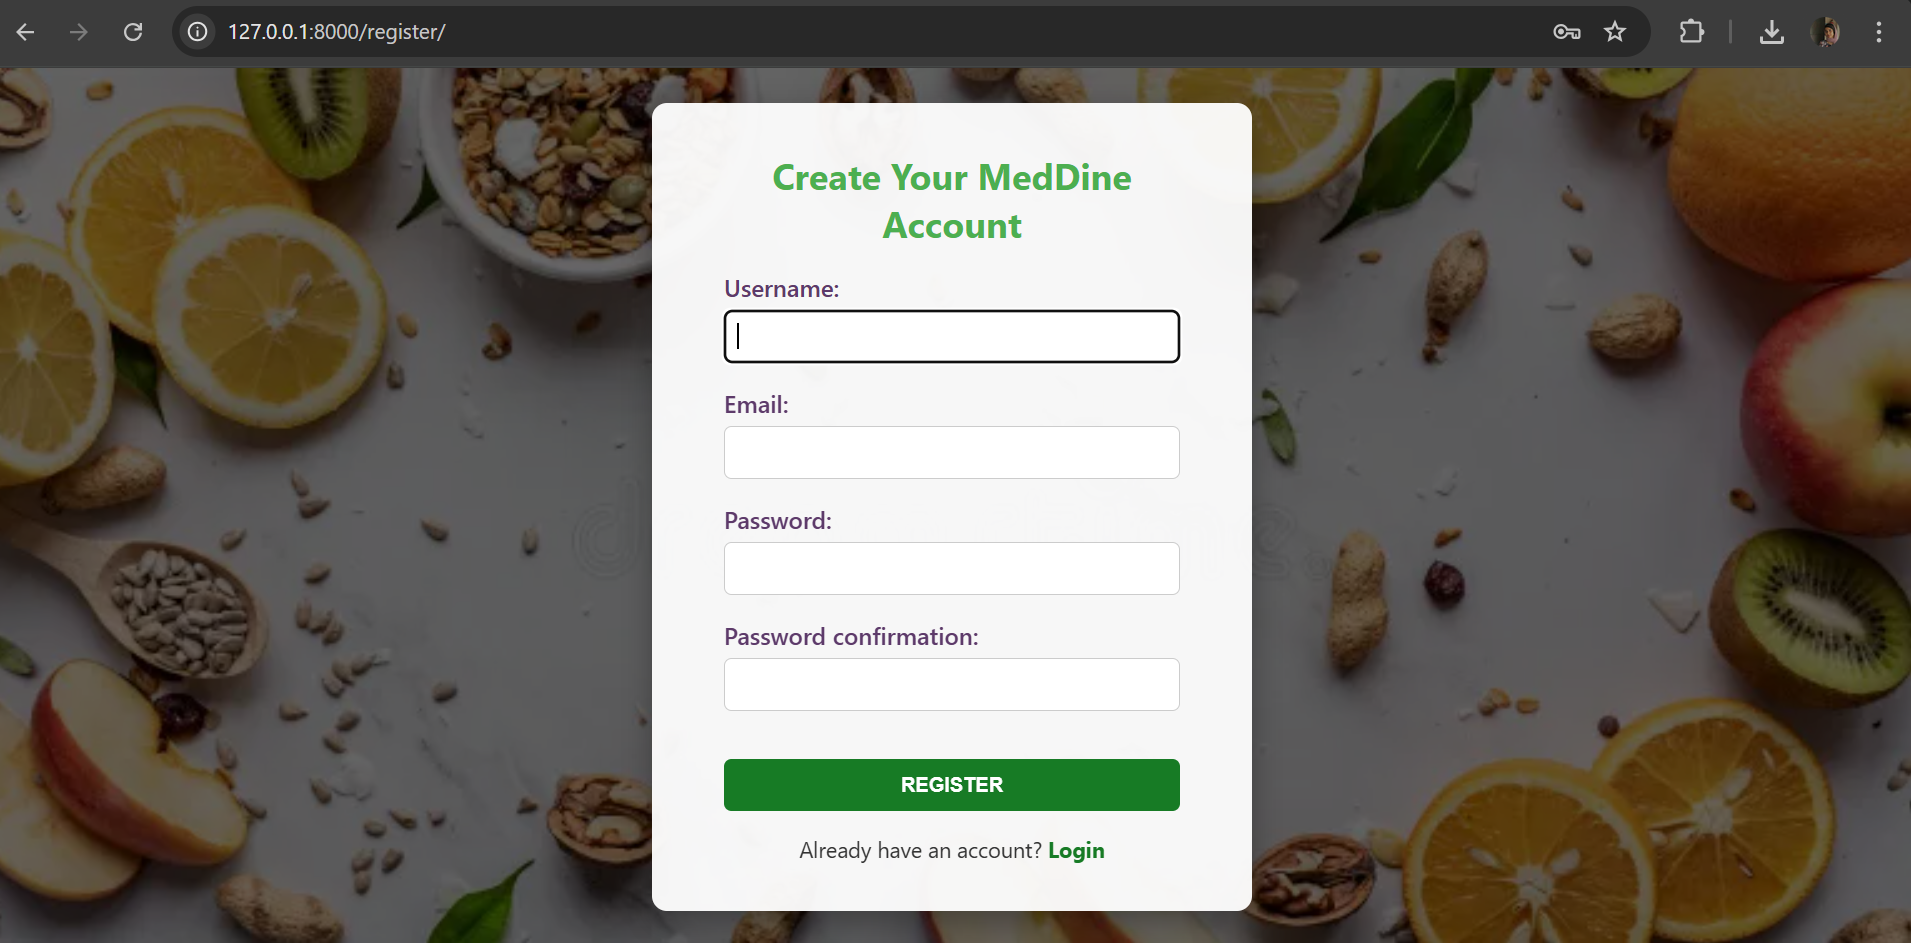 127.0.0.1:8000/register/
Create Your MedDine
Account
Username:
Email:
Password:
Password confirmation:
REGISTER
Already have an account? Login